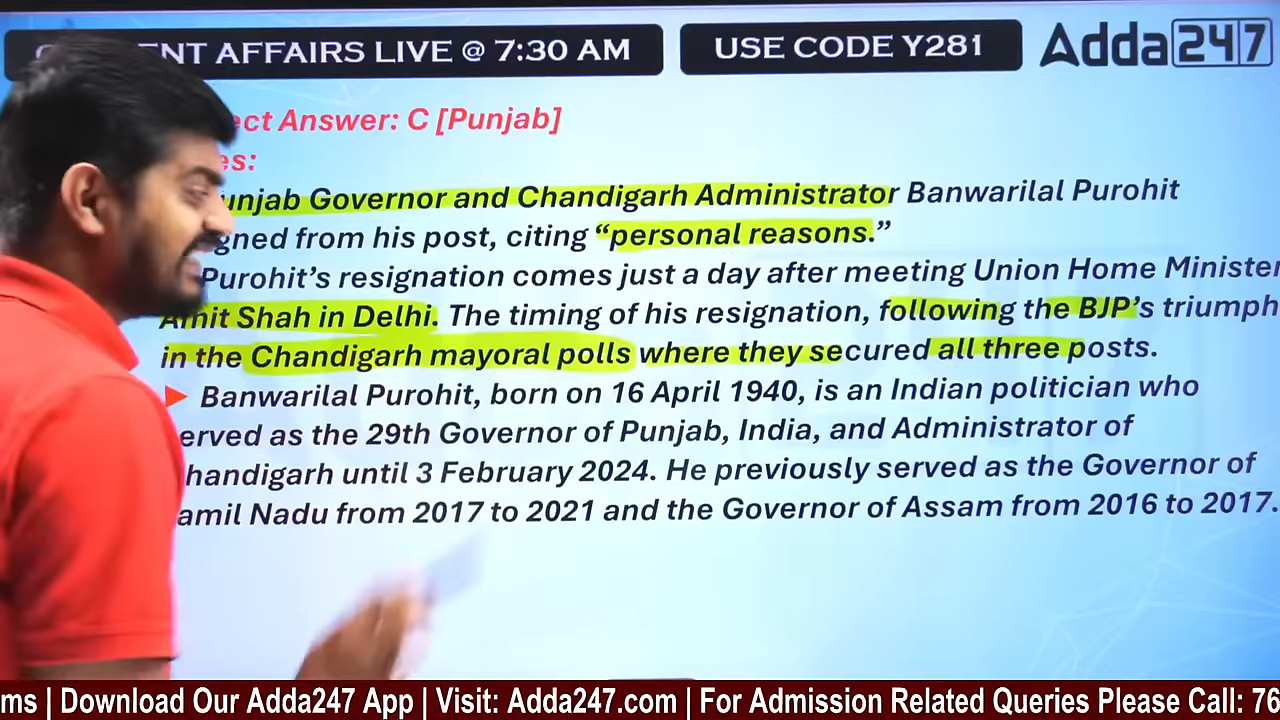 NT AFFAIRS LIVE @ 7:30 AM
USE CODE Y281
Adda247
ect Answer: C [Punjab]
es:
unjab Governor and Chandigarh Administrator Banwarilal Purohit
gned from his post, citing “personal reasons.”
Purohit’s resignation comes just a day after meeting Union Home Minister
Amit Shah in Delhi. The timing of his resignation, following the BJP’s triumph
in the Chandigarh mayoral polls where they secured all three posts.
Banwarilal Purohit, born on 16 April 1940, is an Indian politician who
erved as the 29th Governor of Punjab, India, and Administrator of
handigarh until 3 February 2024. He previously served as the Governor of
amil Nadu from 2017 to 2021 and the Governor of Assam from 2016 to 2017.
ms | Download Our Adda247 App | Visit: Adda247.com | For Admission Related Queries Please Call: 76